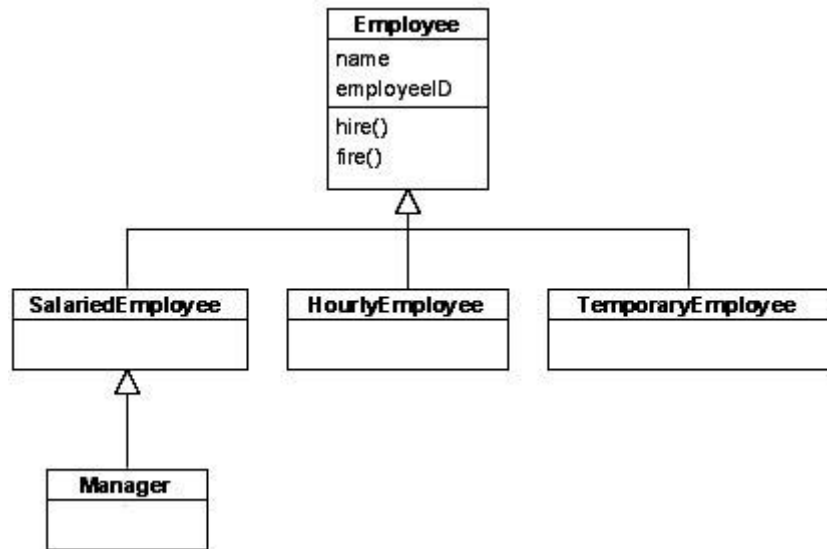 Employee
name
employeeID
hire()
fire()
SalariedEmployee
HourlyEmployee
TemporaryEmployee
Manager